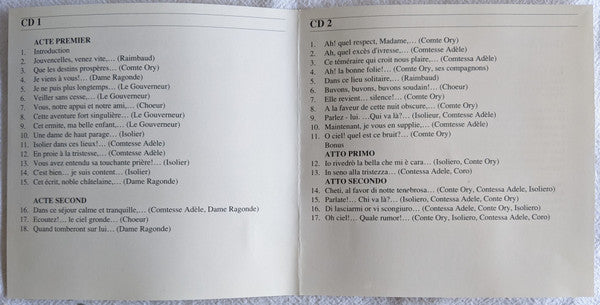 CD 1
ACTE PREMIER
1. Introduction
2. Jouvencelles, venez vite,… (Raimbaud)
3. Que les destins prospères… (Comte Ory)
4. Je viens à vous!… (Dame Ragonde)
5. Je ne puis plus longtemps… (Le Gouverneur)
6. Veiller sans cesse,… (Le Gouverneur)
7. Vous, notre appui et notre ami,… (Choeur)
8. Cette aventure fort singulière… (Le Gouverneur)
9. Cet ermite, ma belle enfant,… (Le Gouverneur)
10. Une dame de haut parage… (Isolier)
11. Isolier dans ces lieux!… (Comtesse Adèle)
12. En proie à la tristesse,… (Comtesse Adèle)
13. Vous avez entendu sa touchante prière!… (Isolier)
14. C'est bien… je suis content… (Isolier)
15. Cet écrit, noble châtelaine,… (Dame Ragonde)
ACTE SECOND
16. Dans ce séjour calme et tranquille,… (Comtesse Adèle, Dame Ragonde)
17. Ecoutez!… le ciel gronde… (Choeur)
18. Quand tomberont sur lui… (Dame Ragonde)
CD 2
1. Ah! quel respect, Madame,… (Comte Ory)
2. Ah, quel excès d'ivresse,… (Comtesse Adèle)
3. Ce téméraire qui croit nous plaire,… (Comtessa Adèle)
4. Ah! la bonne folie!… (Comte Ory, ses compagnons)
5. Dans ce lieu solitaire,… (Raimbaud)
6. Buvons, buvons, buvons soudain!… (Choeur)
7. Elle revient… silence!… (Comte Ory)
8. A la faveur de cette nuit obscure,… (Comte Ory)
9. Parlez - lui. …Qui va là?… (Isolieur, Comtesse Adèle)
10. Maintenant, je vous en supplie,… (Comtesse Adèle)
11. O ciel! quel est ce bruit?… (Comte Ory)
Bonus
ATTO PRIMO
12. Io rivedrò la bella che mi è cara… (Isoliero, Comte Ory)
13. In seno alla tristezza… (Contessa Adele, Coro)
ATTO SECONDO
14. Cheti, al favor di notte tenebrosa… (Conte Ory, Contessa Adele, Isoliero)
15. Parlate!… Chi va là?… (Isoliero, Contessa Adele, Conte Ory)
16. Di lasciarmi or vi scongiuro… (Contessa Adele, Conte Ory, Isoliero)
17. Oh ciel!… Quale rumor!… (Conte Ory, Isoliero, Contessa Adele, Coro)